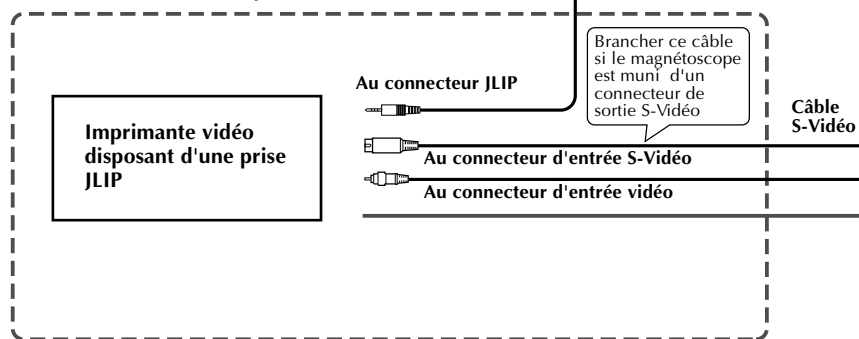 Brancher ce câble
si le magnétoscope
est muni d'un
connecteur de
sortie S-Vidéo
Au connecteur JLIP
Câble
S-Vidéo
Imprimante vidéo
disposant d'une prise
JLIP
Au connecteur d'entrée S-Vidéo
Au connecteur d'entrée vidéo